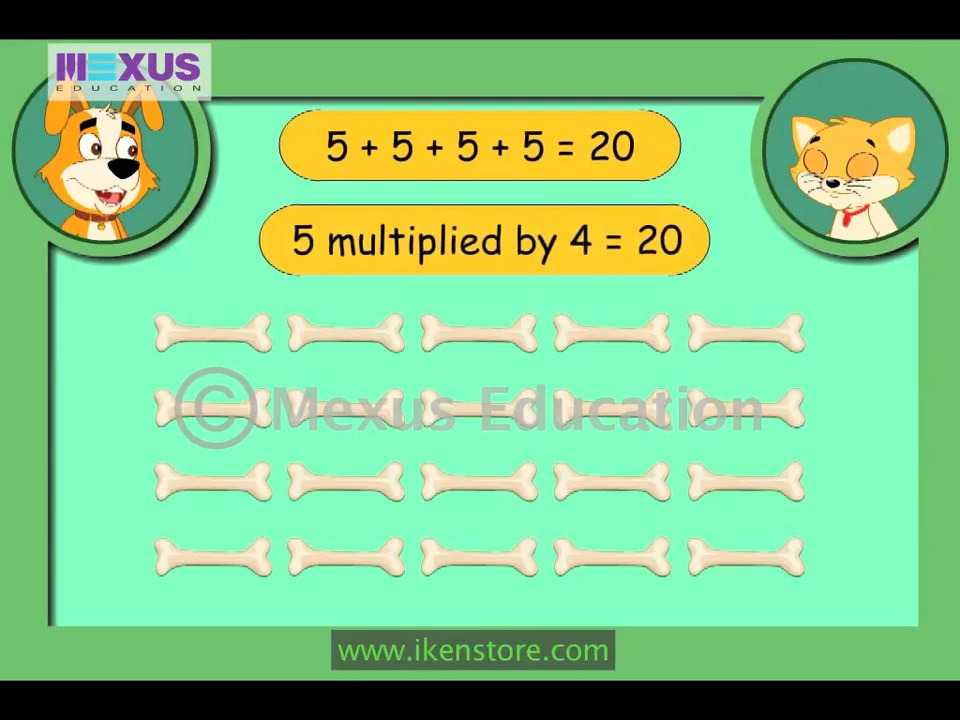 MEXUS
EDUCATION
5 + 5 + 5 + 5 = 20
5 multiplied by 4 = 20
© Mexus Education
www.ikenstore.com